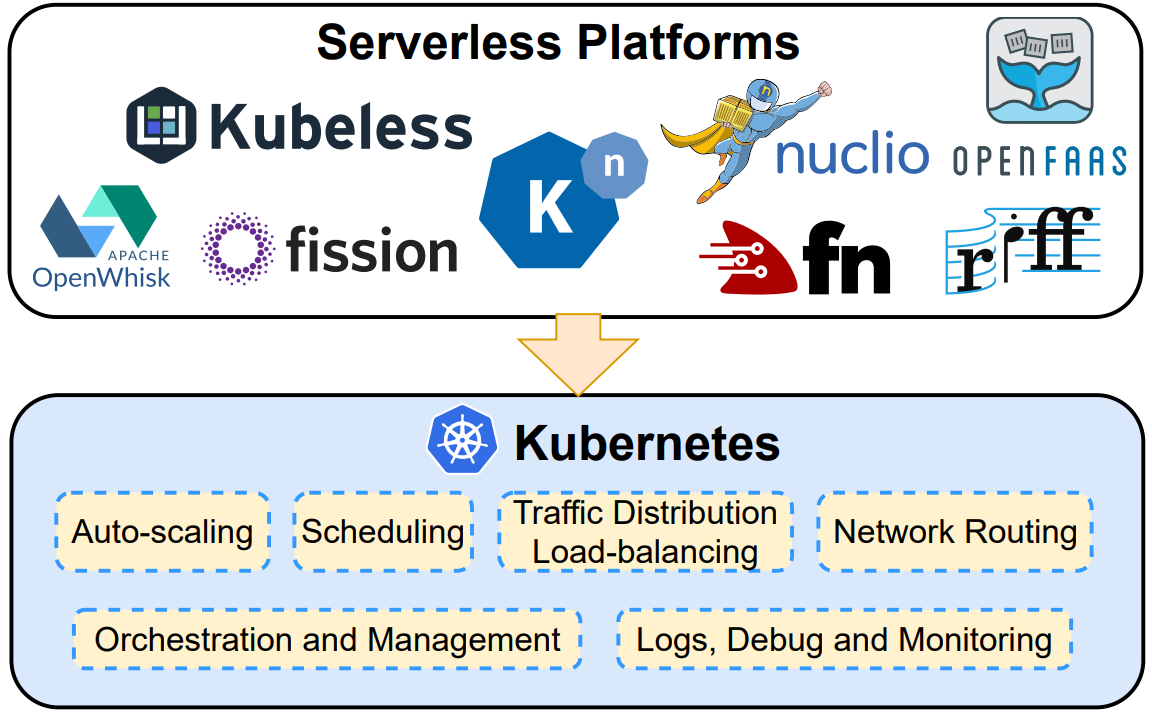 Serverless Platforms
Kubeless
K
n
n
nuclio
OPENFAAS
APACHE
OpenWhisk
fission
fn
riff
Kubernetes
Auto-scaling
Scheduling
Traffic Distribution
Load-balancing
Network Routing
Orchestration and Management
Logs, Debug and Monitoring